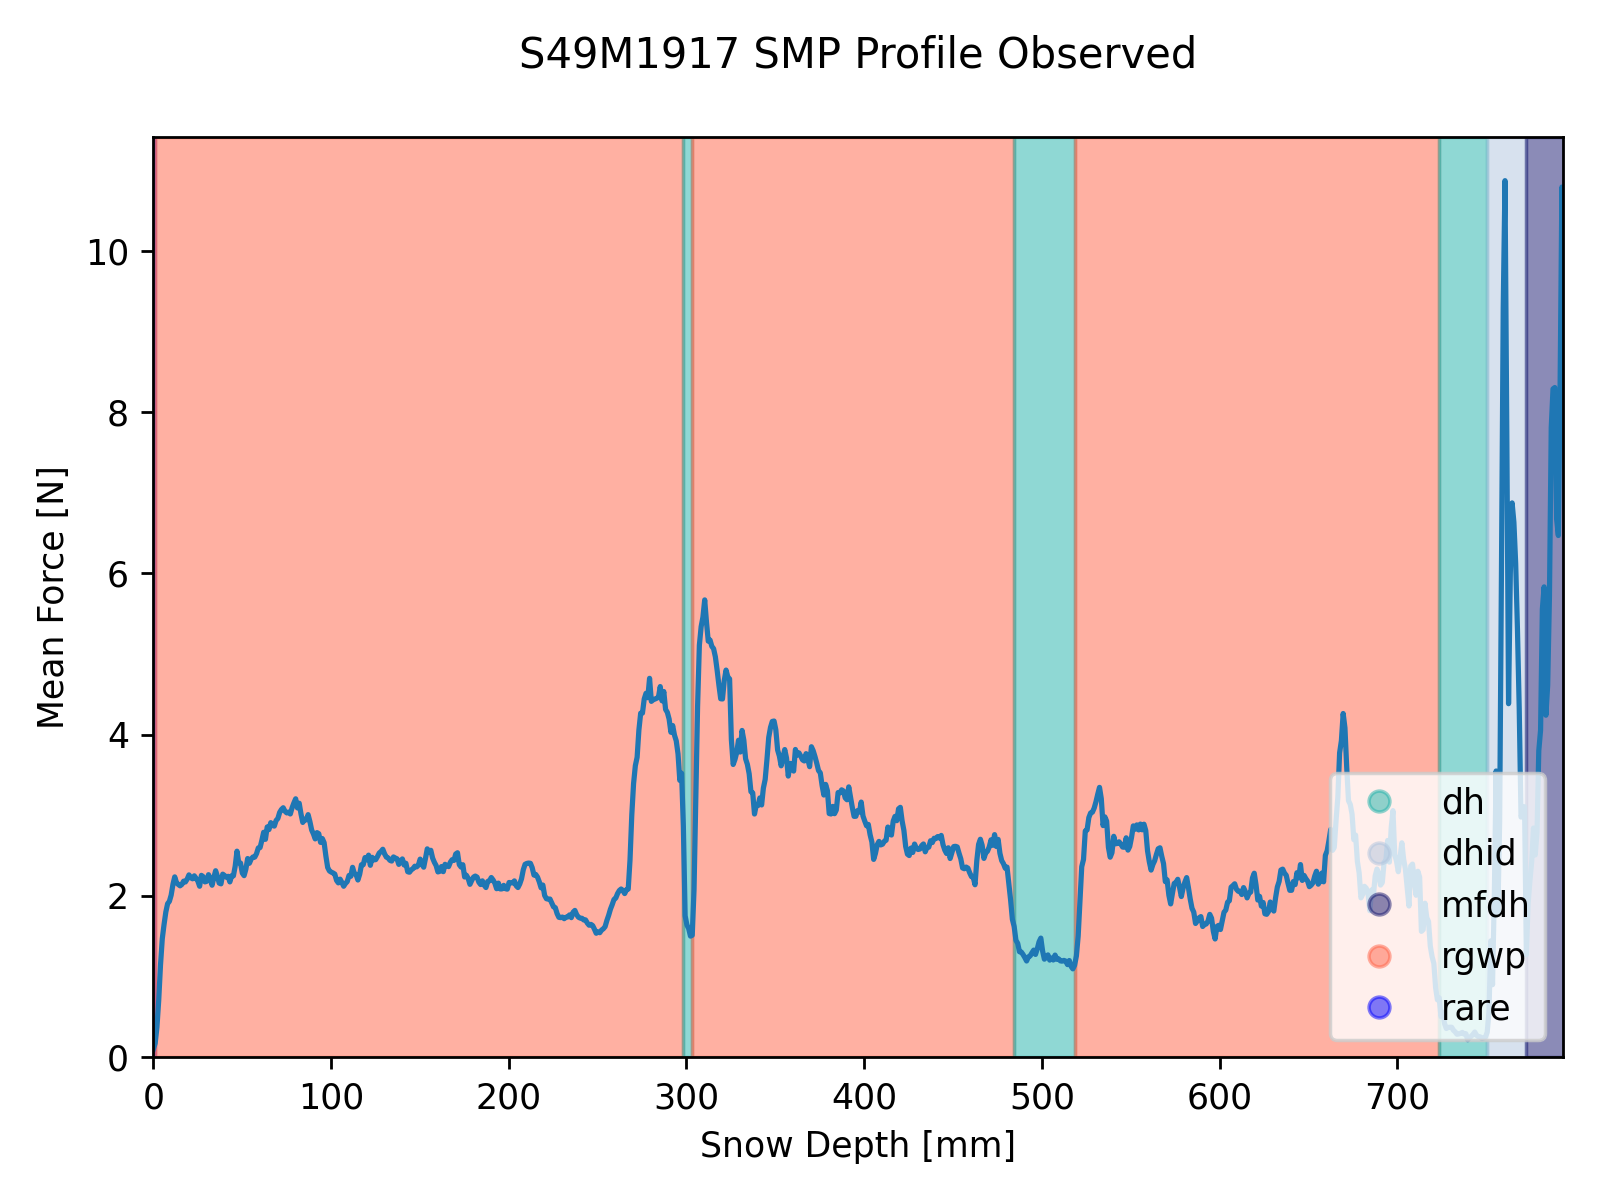 S49M1917 SMP Profile Observed
Mean Force [N]
10
8
6
4
2
0
0 100 200 300 400 500 600 700
Snow Depth [mm]
dh
dhid
mfdh
rgwp
rare